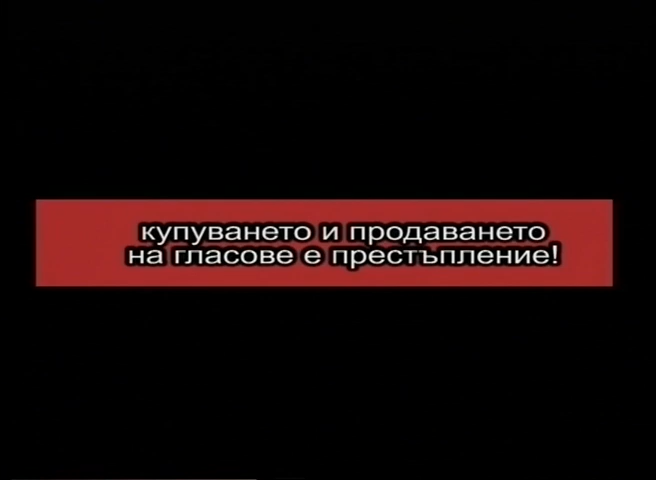 купуването и продаването
на гласове е престъпление!